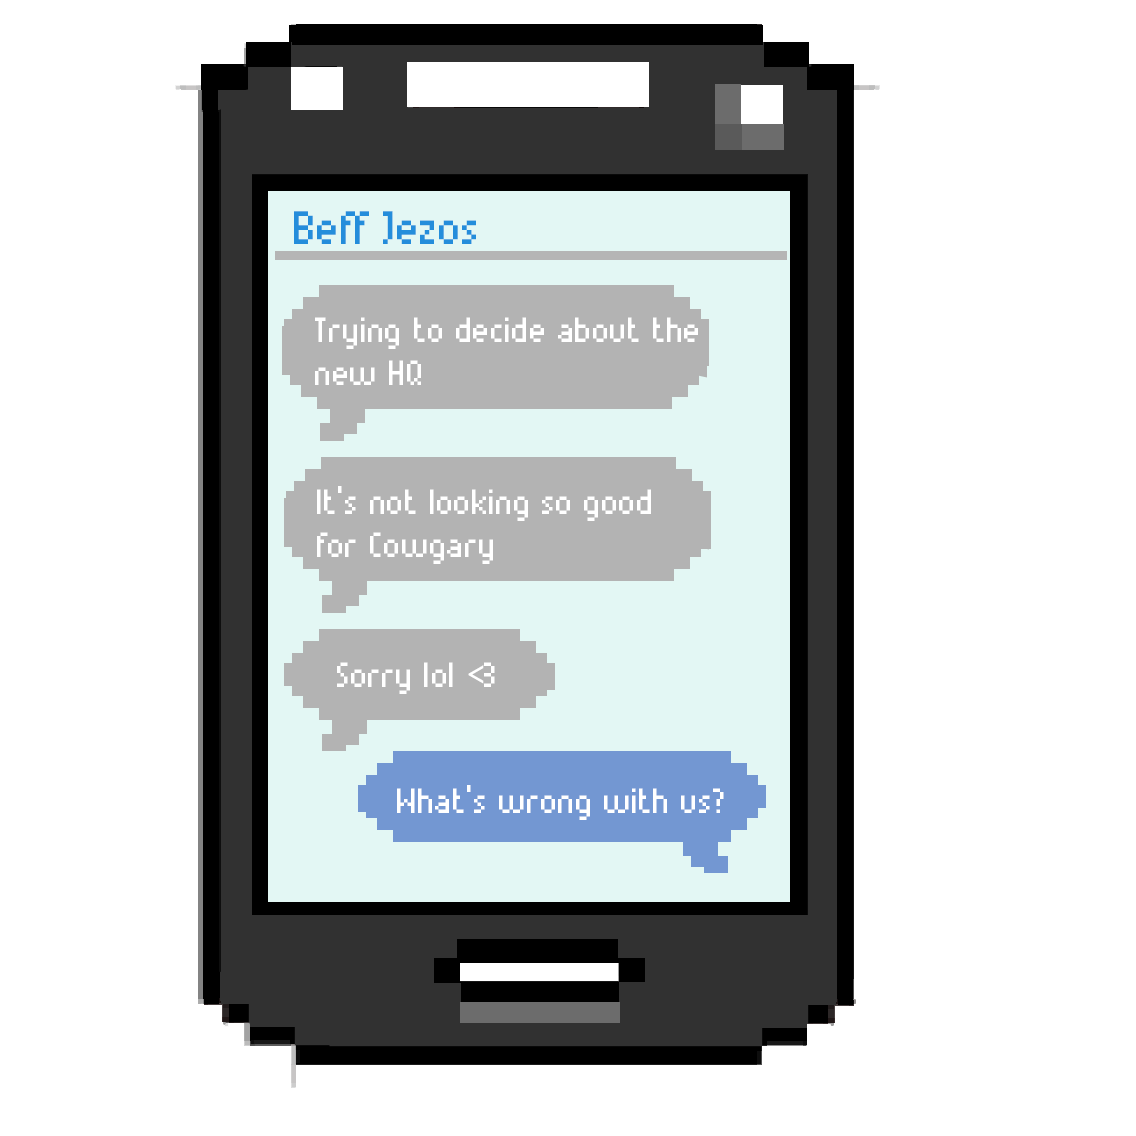 Beff Jezos
Trying to decide about the
new HQ
It's not looking so good
for Cowgary
Sorry lol <3
What's wrong with us?